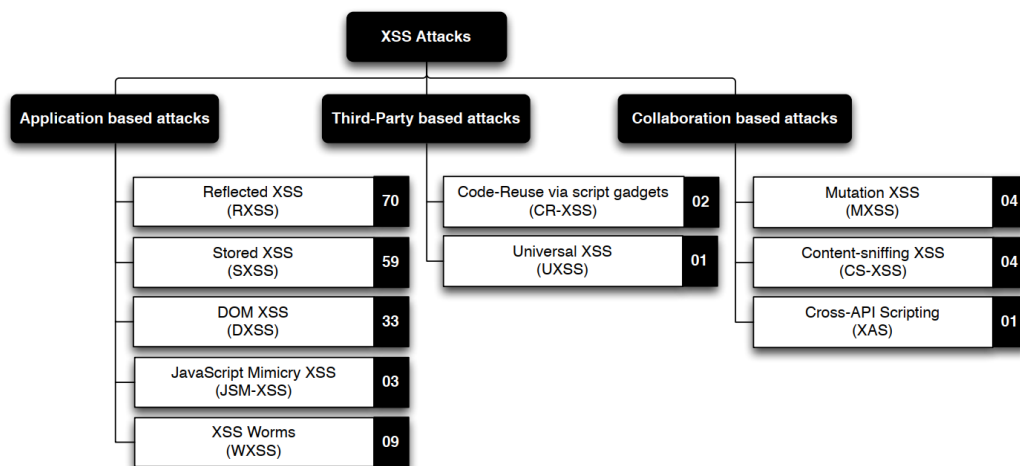 XSS Attacks
Application based attacks
Third-Party based attacks
Collaboration based attacks
Reflected XSS
(RXSS)
70
Stored XSS
(SXSS)
59
DOM XSS
(DXSS)
33
JavaScript Mimicry XSS
(JSM-XSS)
03
XSS Worms
(WXSS)
09
Code-Reuse via script gadgets
(CR-XSS)
02
Universal XSS
(UXSS)
01
Mutation XSS
(MXSS)
04
Content-sniffing XSS
(CS-XSS)
04
Cross-API Scripting
(XAS)
01